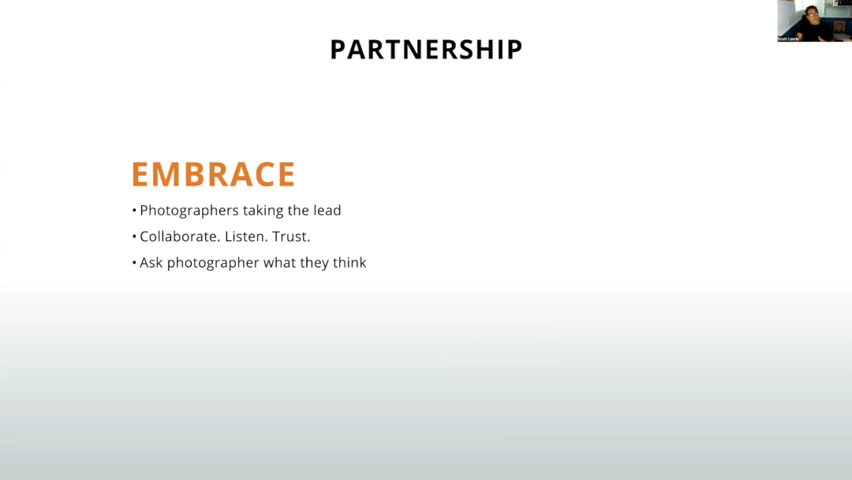 PARTNERSHIP
EMBRACE
• Photographers taking the lead
• Collaborate. Listen. Trust.
• Ask photographer what they think